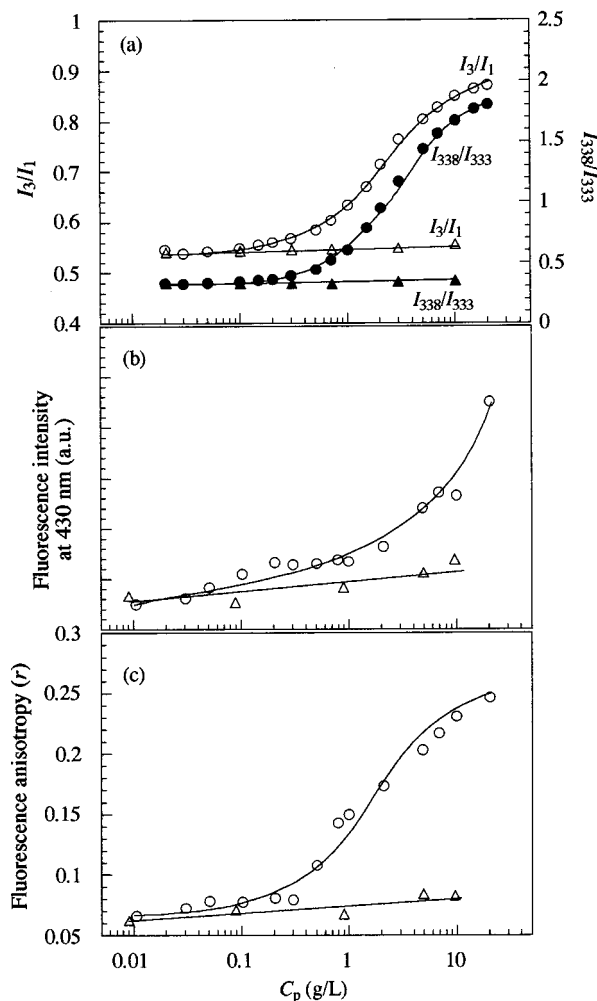 (a)
1
0.9
0.8
0.7
0.6
0.5
0.4
I3/I1
2.5
2
1.5
1
0.5
0
I338/I333
I3/I1
I338/I333
I3/I1
I338/I333
(b)
Fluorescence intensity
at 430 nm (a.u.)
(c)
0.3
0.25
0.2
0.15
0.1
0.05
Fluorescence anisotropy (r)
0.01
0.1
1
10
Cp (g/L)